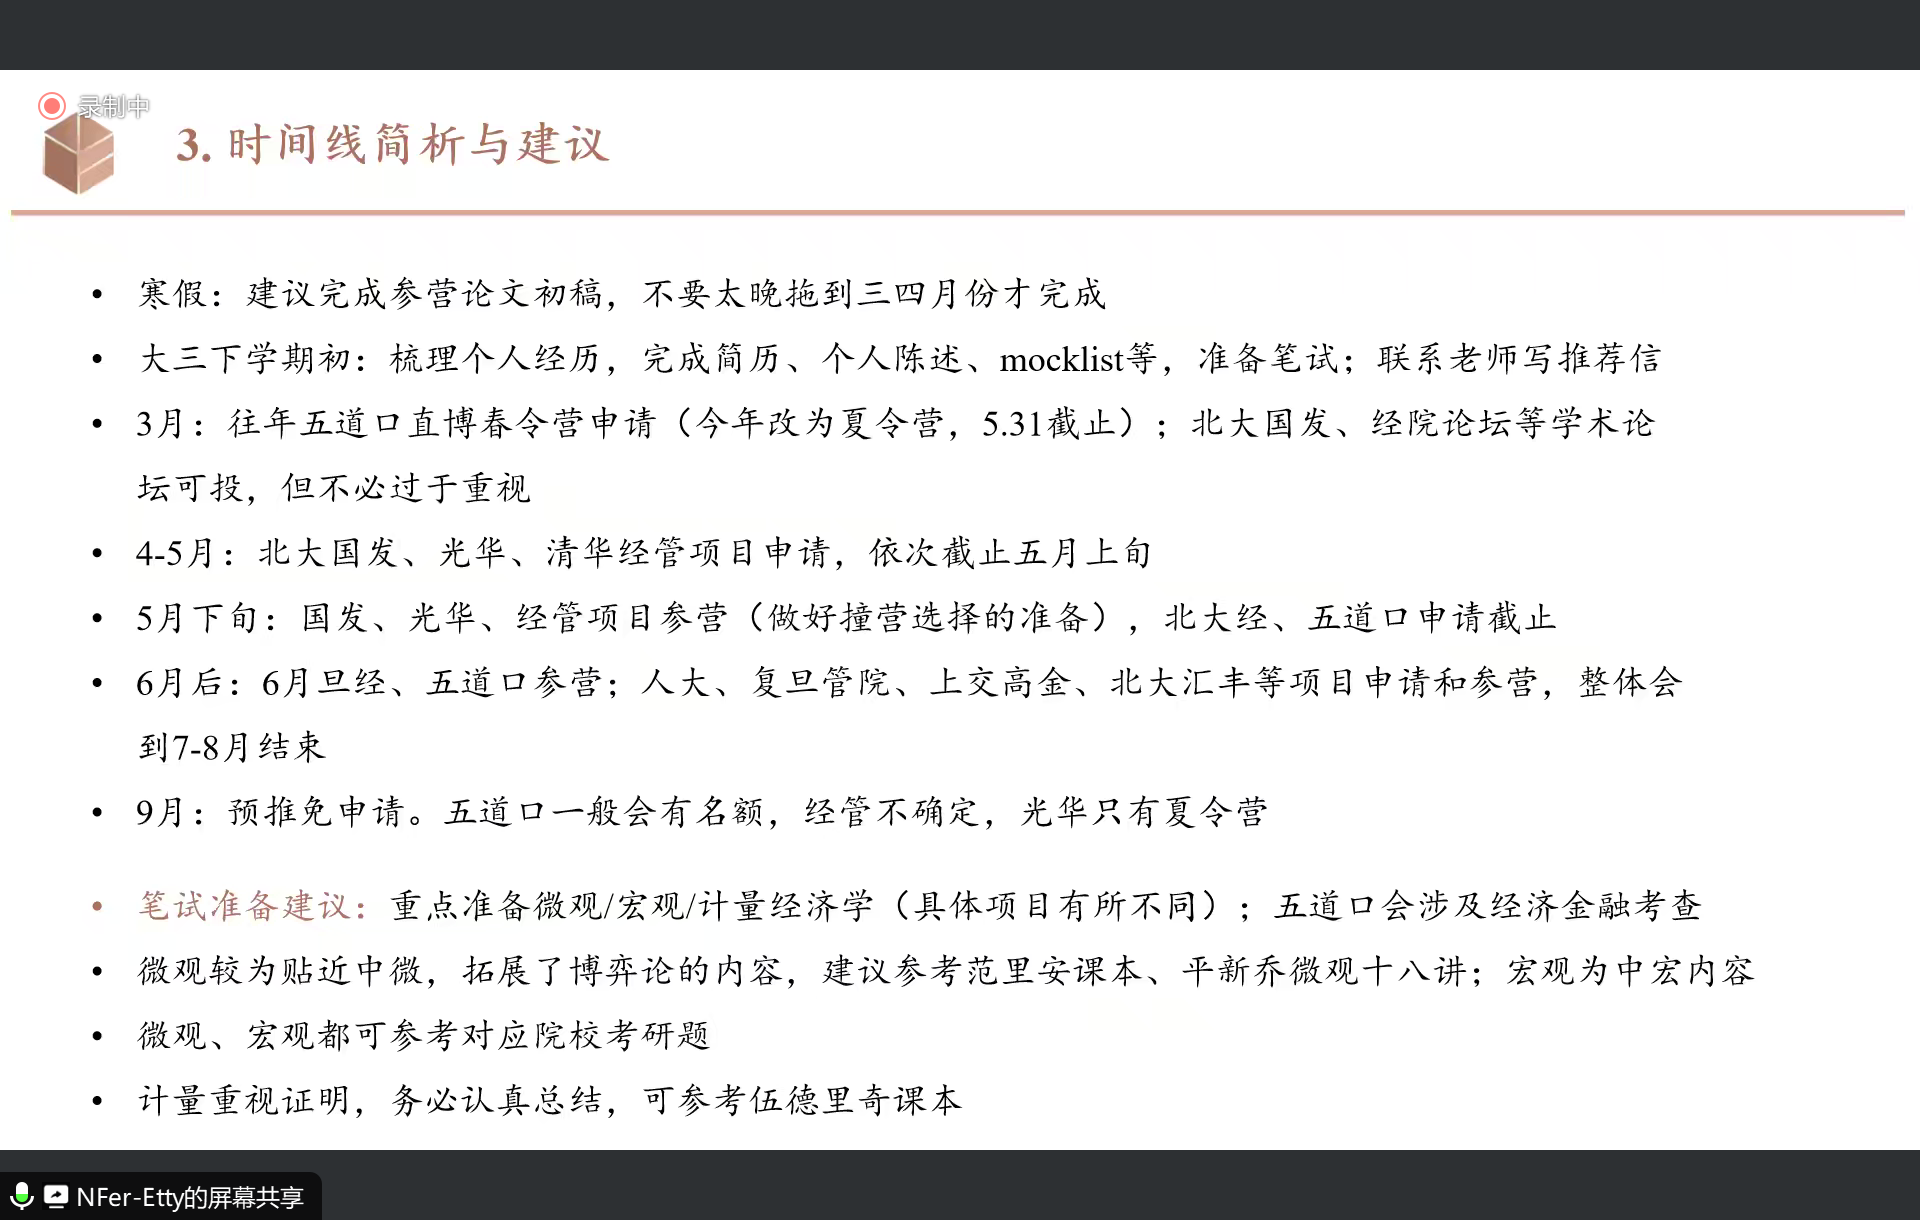 录制中
3. 时间线简析与建议
• 寒假：建议完成参营论文初稿，不要太晚拖到三四月份才完成
• 大三下学期初：梳理个人经历，完成简历、个人陈述、mocklist等，准备笔试；联系老师写推荐信
• 3月：往年五道口直博春令营申请（今年改为夏令营，5.31截止）；北大国发、经院论坛等学术论
坛可投，但不必过于重视
• 4-5月：北大国发、光华、清华经管项目申请，依次截止五月上旬
• 5月下旬：国发、光华、经管项目参营（做好撞营选择的准备），北大经、五道口申请截止
• 6月后：6月旦经、五道口参营；人大、复旦管院、上交高金、北大汇丰等项目申请和参营，整体会
到7-8月结束
• 9月：预推免申请。五道口一般会有名额，经管不确定，光华只有夏令营
• 笔试准备建议：重点准备微观/宏观/计量经济学（具体项目有所不同）；五道口会涉及经济金融考查
• 微观较为贴近中微，拓展了博弈论的内容，建议参考范里安课本、平新乔微观十八讲；宏观为中宏内容
• 微观、宏观都可参考对应院校考研题
• 计量重视证明，务必认真总结，可参考伍德里奇课本
NFer-Etty的屏幕共享